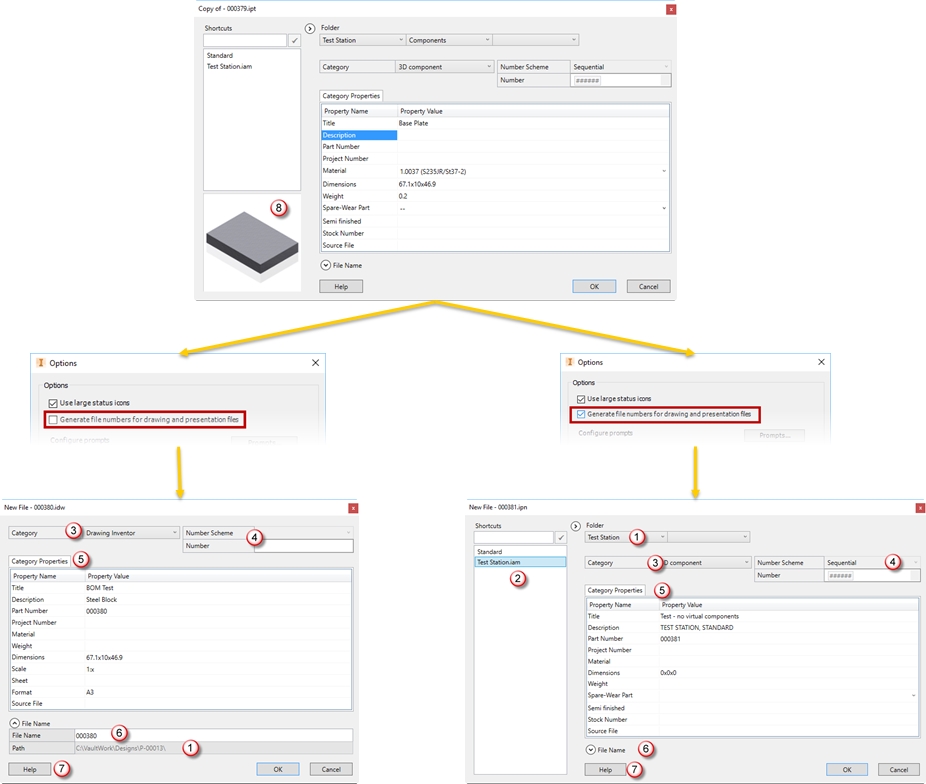 Copy of - 000379.ipt
Shortcuts
Standard
Test Station.iam
8
Folder
Test Station Components
Category 3D component Number Scheme Sequential
Number ######
Category Properties
Property Name Property Value
Title Base Plate
Description
Part Number
Project Number
Material 1.0037 (S235JR/St37-2)
Dimensions 67.1x10x46.9
Weight 0.2
Spare-Wear Part --
Semi finished
Stock Number
Source File
File Name
Help OK Cancel
Options
Options
Use large status icons
Generate file numbers for drawing and presentation files
Configure prompts Prompts...
Options
Options
Use large status icons
Generate file numbers for drawing and presentation files
Configure prompts Prompts...
New File - 000380.idw
Category 3 Drawing Inventor Number Scheme 4
Number
Category Properties 5
Property Name Property Value
Title BOM Test
Description Steel Block
Part Number 000380
Project Number
Material
Weight
Dimensions 67.1x10x46.9
Scale 1:x
Sheet
Format A3
Source File
File Name
File Name 000380 6
Path C:\VaultWork\Designs\P-00013\ 1
Help 7 OK Cancel
New File - 000381.ipn
Shortcuts
Standard
Test Station.iam
2
Folder
Test Station 1
Category 3 component Number Scheme Sequential 4
Number ######
Category Properties 5
Property Name Property Value
Title Test - no virtual components
Description TEST STATION, STANDARD
Part Number 000381
Project Number
Material
Dimensions 0x0x0
Weight
Spare-Wear Part
Semi finished
Stock Number
Source File
File Name 6
Help 7 OK Cancel